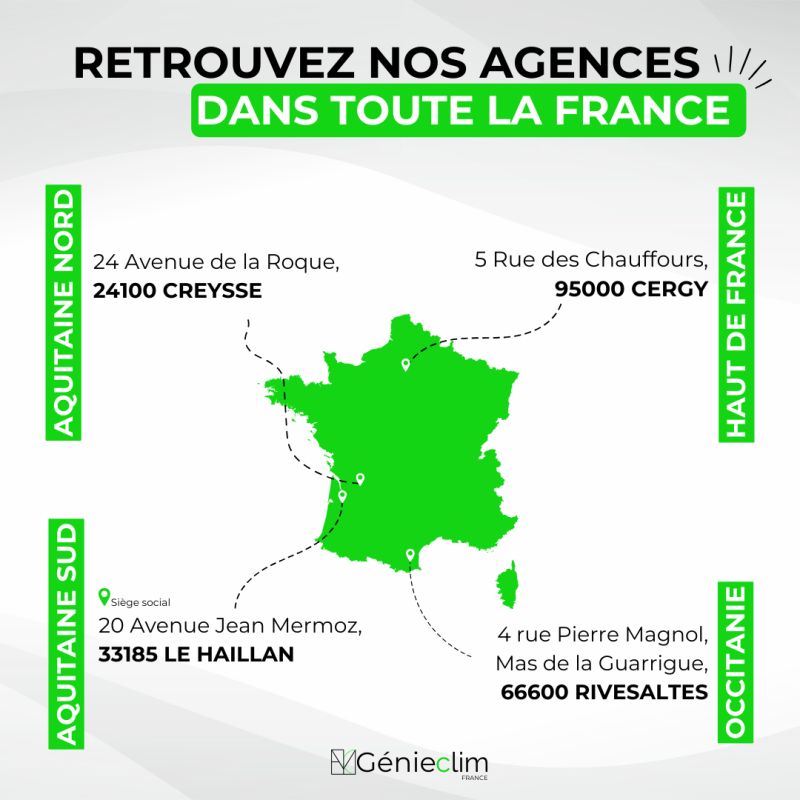 RETROUVEZ NOS AGENCES
DANS TOUTE LA FRANCE
AQUITAINE NORD
24 Avenue de la Roque,
24100 CREYSSE
5 Rue des Chauffours,
95000 CERGY
HAUT DE FRANCE
AQUITAINE SUD
Siège social
20 Avenue Jean Mermoz,
33185 LE HAILLAN
4 rue Pierre Magnol,
Mas de la Guarrigue,
66600 RIVESALTES
OCCITANIE
Génieclim
FRANCE